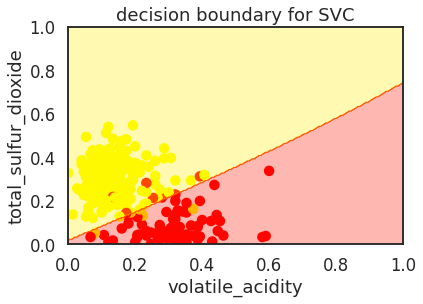 decision boundary for SVC
1.0
0.8
0.6
0.4
0.2
0.0
total_sulfur_dioxide
0.0 0.2 0.4 0.6 0.8 1.0
volatile_acidity